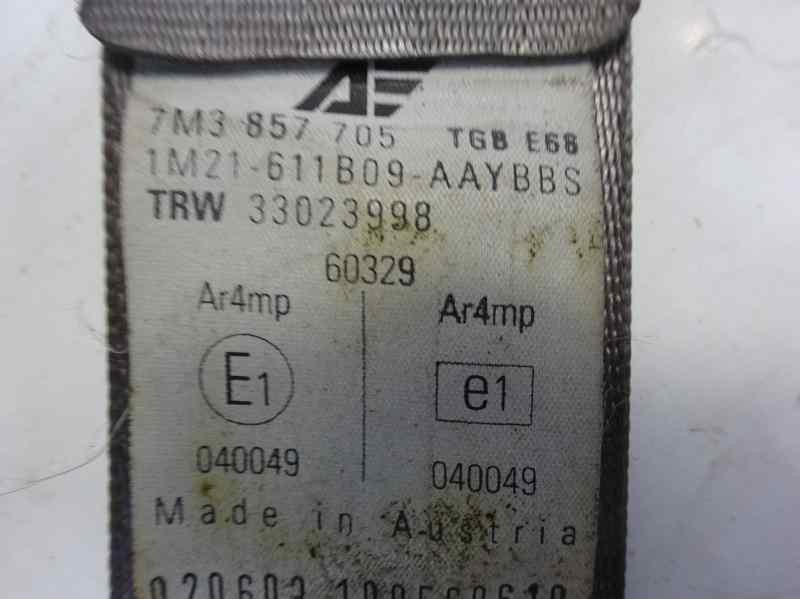 7M3 857 705 TGB E68
1M21-611B09-AAYBBS
TRW 33023998
60329
Ar4mp Ar4mp
E1 e1
040049 040049
Made in Austria